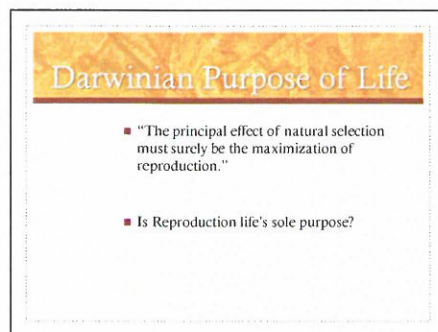 Darwinian Purpose of Life
▪ “The principal effect of natural selection
must surely be the maximization of
reproduction.”
▪ Is Reproduction life's sole purpose?